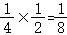 1/4 × 1/2 = 1/8